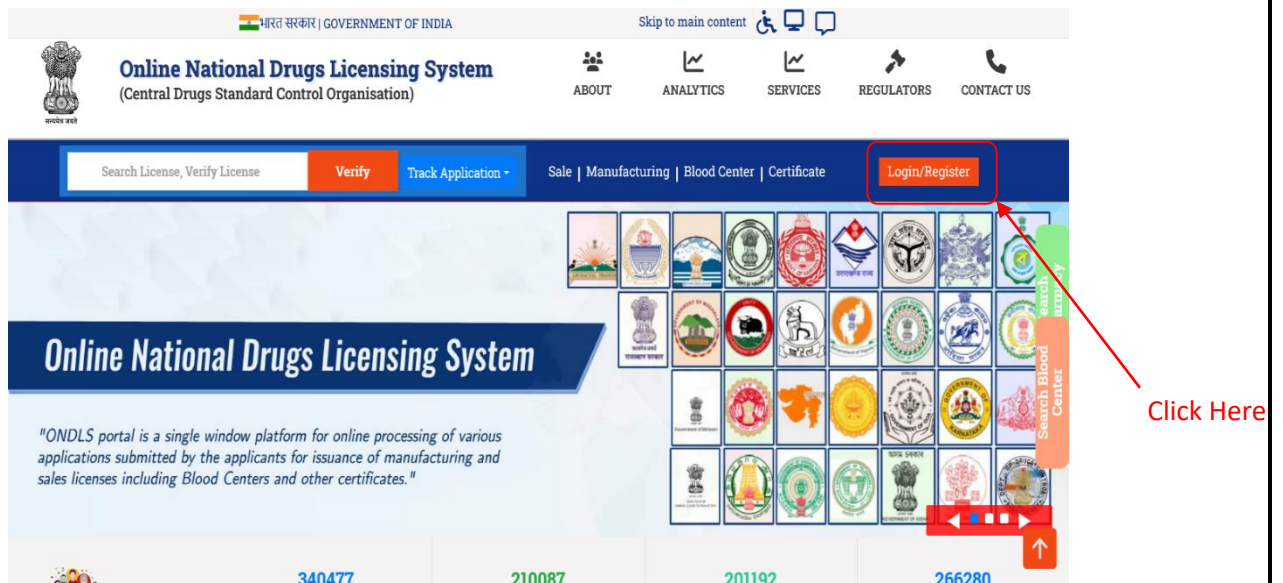 भारत सरकार | GOVERNMENT OF INDIA
Skip to main content
Online National Drugs Licensing System
(Central Drugs Standard Control Organisation)
सत्यमेव जयते
ABOUT
ANALYTICS
SERVICES
REGULATORS
CONTACT US
Search License, Verify License
Verify
Track Application
Sale | Manufacturing | Blood Center | Certificate
Login/Register
Click Here
Search Blood
Center
Online National Drugs Licensing System
"ONDLS portal is a single window platform for online processing of various
applications submitted by the applicants for issuance of manufacturing and
sales licenses including Blood Centers and other certificates."
340477
210087
201192
266280